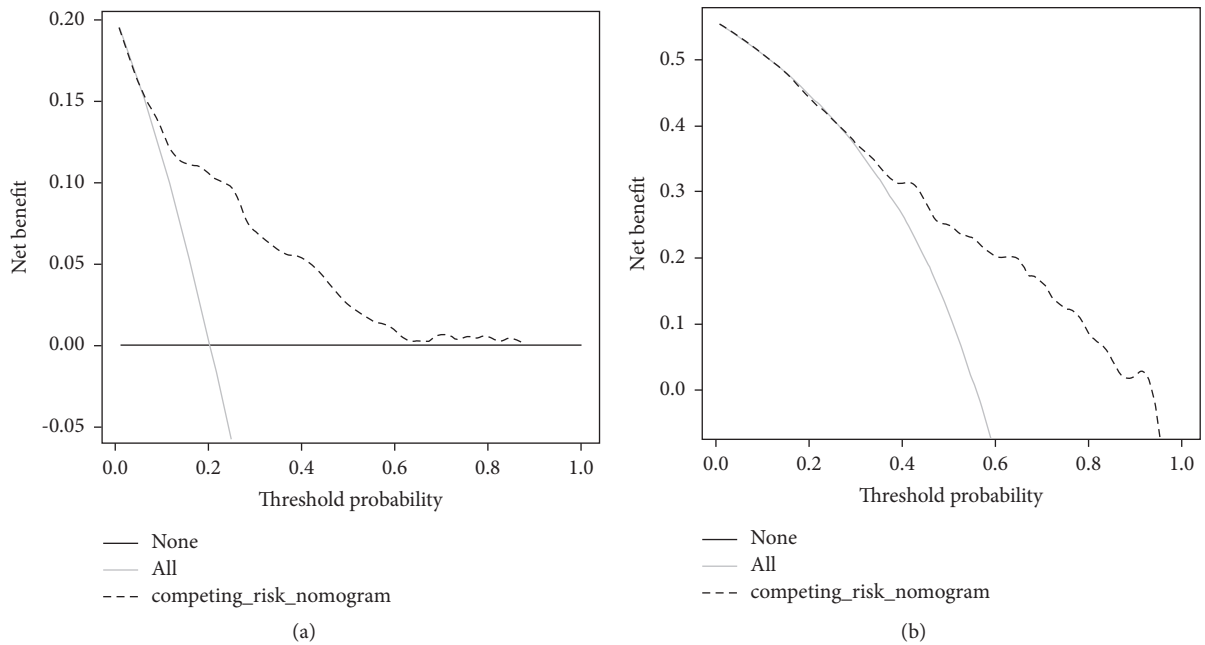 0.20
0.15
0.10
0.05
0.00
-0.05
Net benefit
0.0 0.2 0.4 0.6 0.8 1.0
Threshold probability
None
All
competing_risk_nomogram
(a)
0.5
0.4
0.3
0.2
0.1
0.0
Net benefit
0.0 0.2 0.4 0.6 0.8 1.0
Threshold probability
None
All
competing_risk_nomogram
(b)